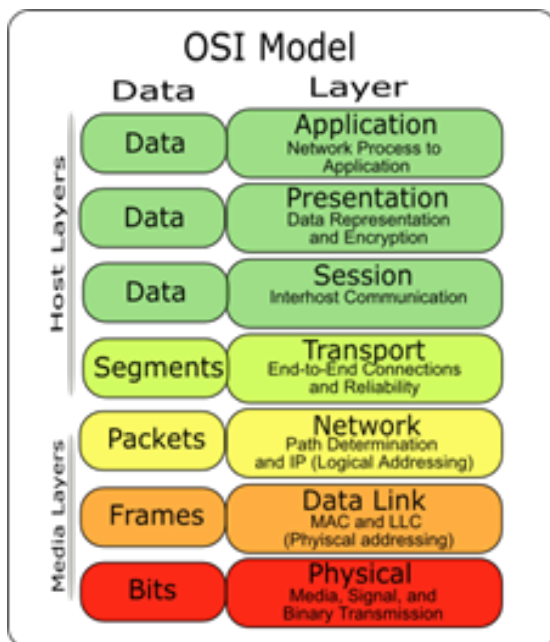 OSI Model
Data Layer
Host Layers
Data
Application
Network Process to
Application
Data
Presentation
Data Representation
and Encryption
Data
Session
Interhost Communication
Segments
Transport
End-to-End Connections
and Reliability
Media Layers
Packets
Network
Path Determination
and IP (Logical Addressing)
Frames
Data Link
MAC and LLC
(Phyiscal addressing)
Bits
Physical
Media, Signal, and
Binary Transmission